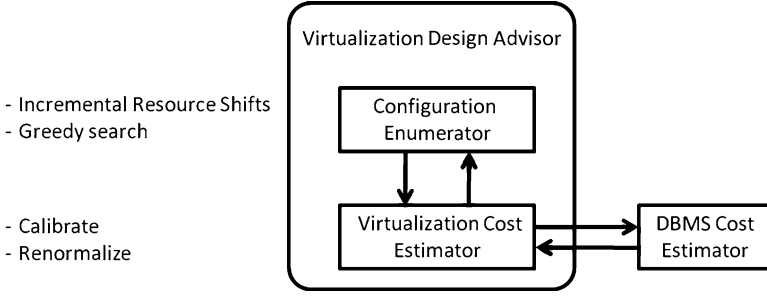 Virtualization Design Advisor
- Incremental Resource Shifts
- Greedy search
Configuration
Enumerator
- Calibrate
- Renormalize
Virtualization Cost
Estimator
DBMS Cost
Estimator